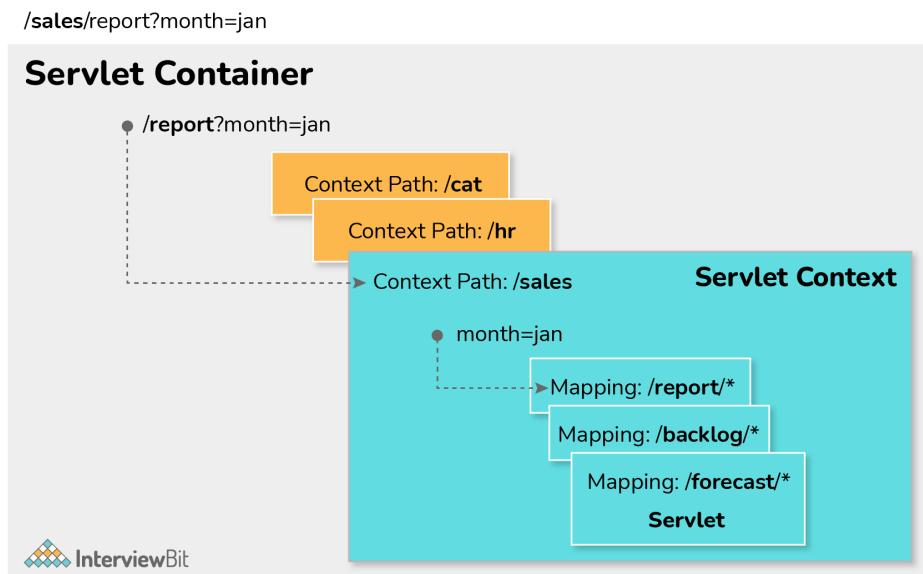 /sales/report?month=jan
Servlet Container
/report?month=jan
Context Path: /cat
Context Path: /hr
Context Path: /sales
Servlet Context
month=jan
Mapping: /report/*
Mapping: /backlog/*
Mapping: /forecast/*
Servlet
InterviewBit